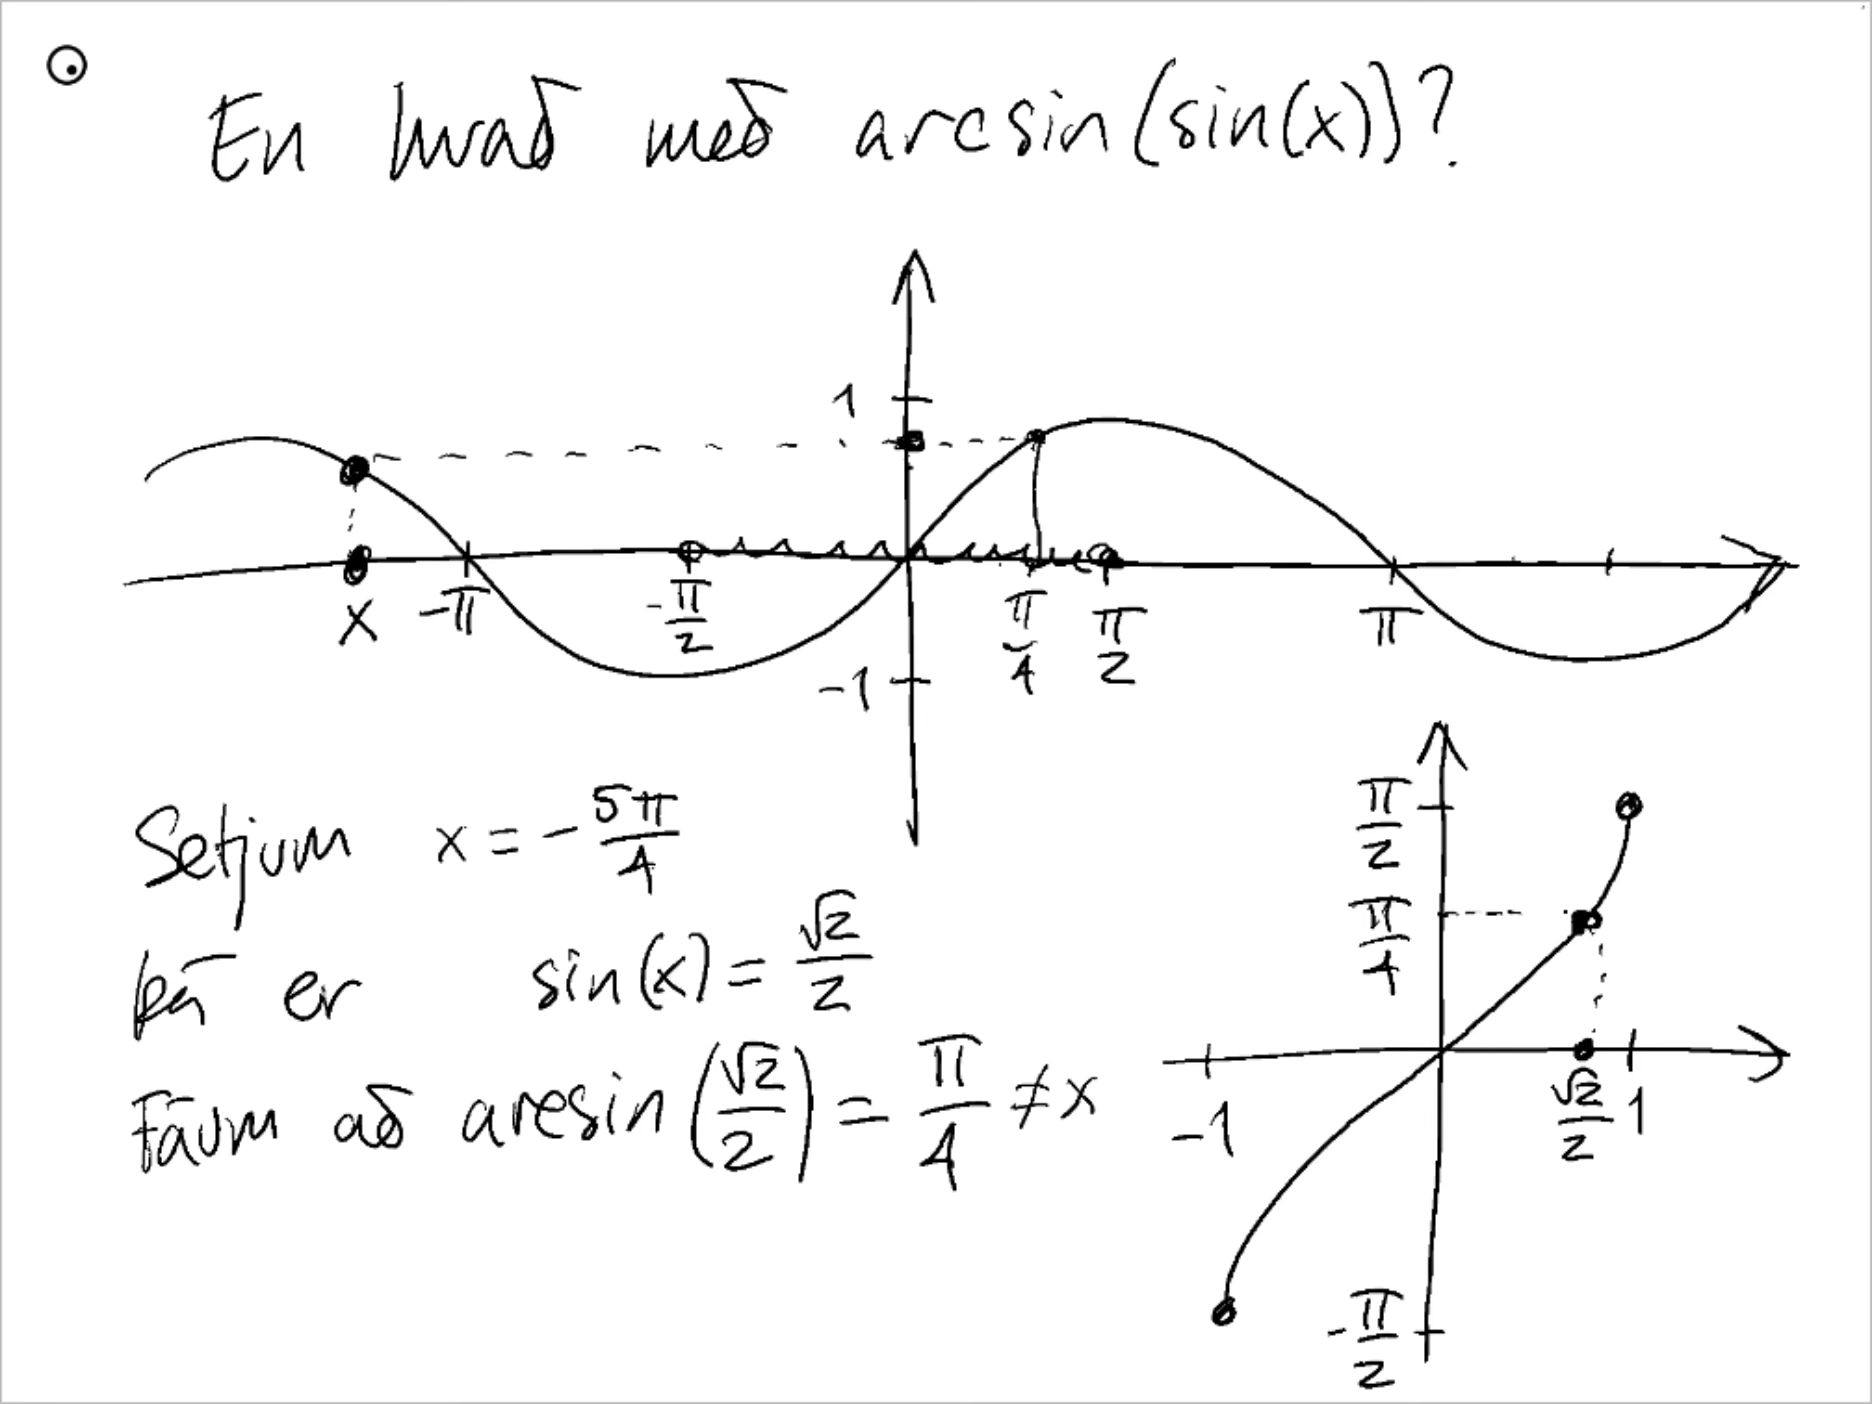 En hvað með arcsin(sin(x))?
1
x -π -π/2 π/4 π/2 π
-1
Setjum x = -5π/4
þá er sin(x) = √2/2
Fáum að arcsin(√2/2) = π/4 ≠ x
π/2
π/4
-1 √2/2 1
-π/2